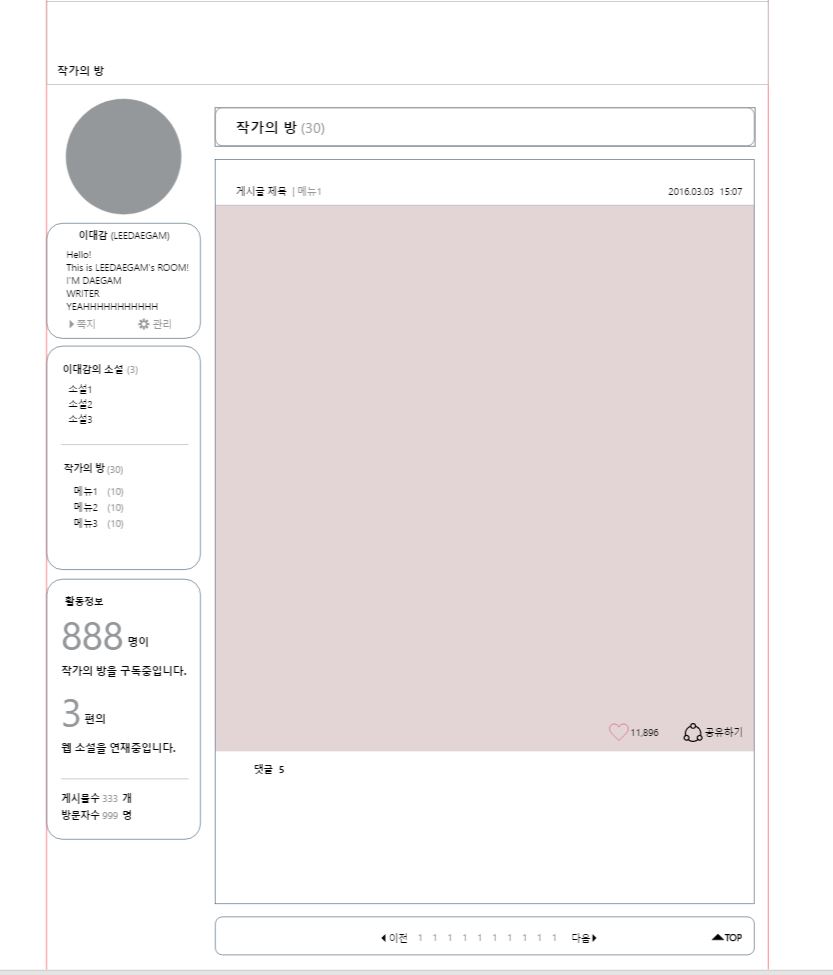 작가의 방
이대감 (LEEDAEGAM)
Hello!
This is LEEDAEGAM's ROOM!
I'M DAEGAM
WRITER
YEAHHHHHHHHHHH
쪽지 관리
이대감의 소설 (3)
소설1
소설2
소설3
작가의 방 (30)
메뉴1 (10)
메뉴2 (10)
메뉴3 (10)
활동정보
888 명이
작가의 방을 구독중입니다.
3 편의
웹 소설을 연재중입니다.
게시물수 333 개
방문자수 999 명
작가의 방 (30)
게시글 제목 | 메뉴1 2016.03.03 15:07
11,896 공유하기
댓글 5
이전 1 1 1 1 1 1 1 1 1 1 다음 TOP